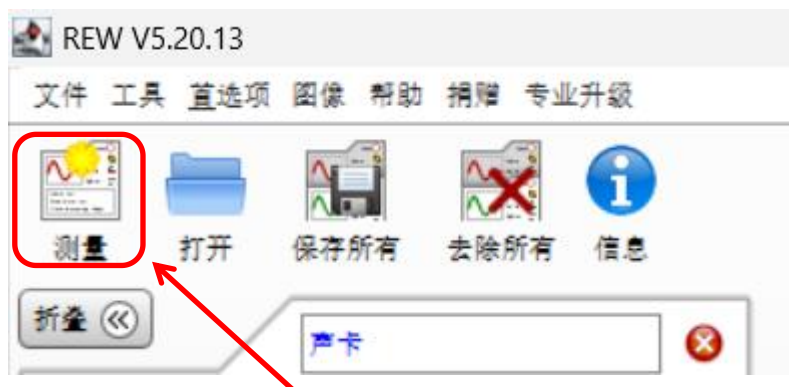 REW V5.20.13
文件 工具 首选项 图像 帮助 捐赠 专业升级
测量 打开 保存所有 去除所有 信息
折叠
声卡